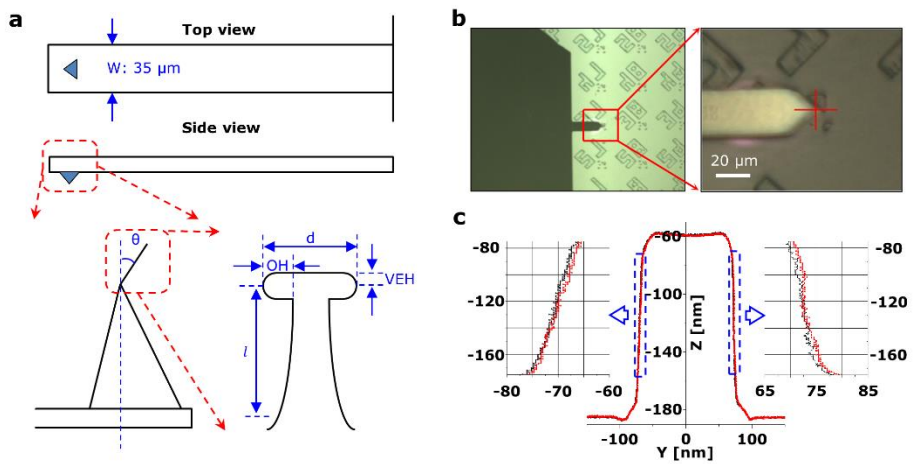 a
Top view
W: 35 µm
Side view
θ
d
OH
VEH
l
b
20 µm
c
-80
-120
-160
-80
-70
-60
-60
-100
-140
-180
Z [nm]
-100
0
100
Y [nm]
-80
-120
-160
65
75
85